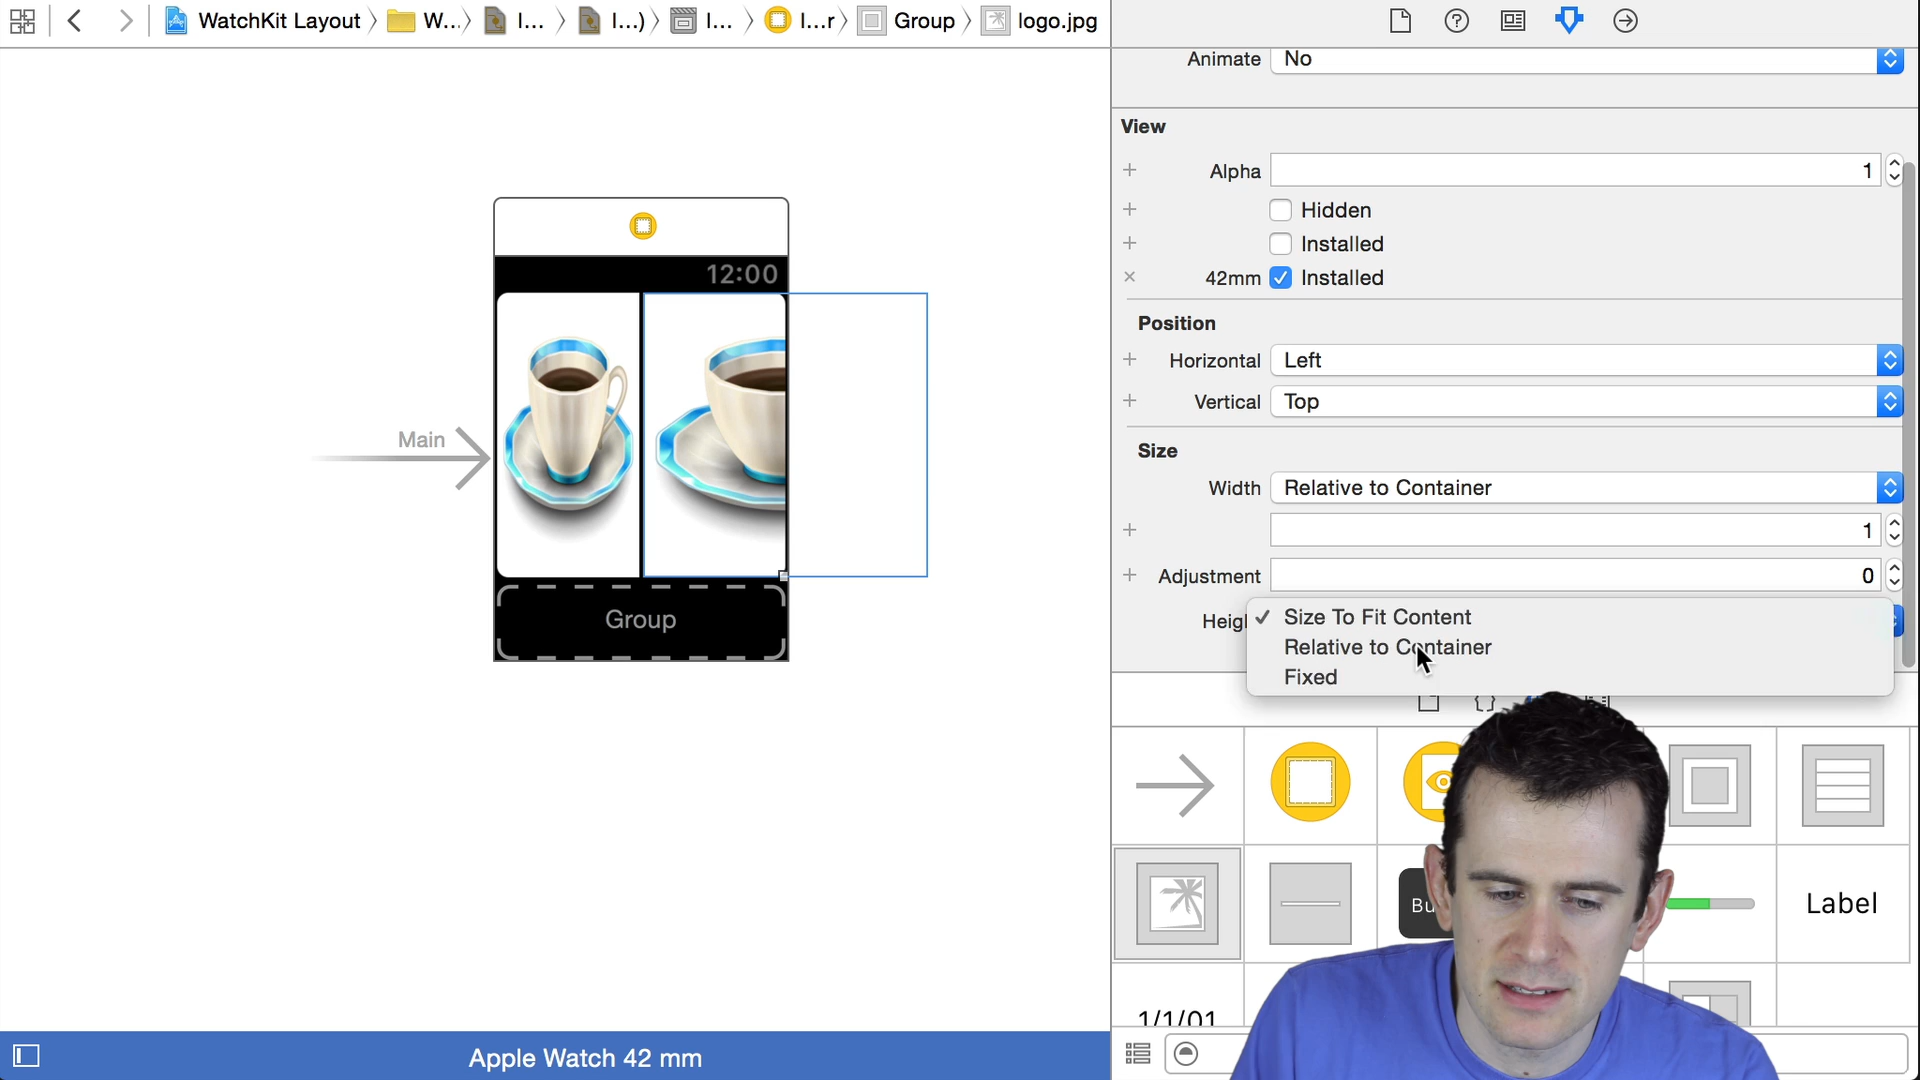 WatchKit Layout W... I... I...) I... I...r Group logo.jpg
Animate No
View
Alpha 1
Hidden
Installed
42mm Installed
Position
Horizontal Left
Vertical Top
Size
Width Relative to Container
1
Adjustment 0
Heigh
Size To Fit Content
Relative to Container
Fixed
12:00
Main
Group
{}
Bu
Label
1/1/01
Apple Watch 42 mm